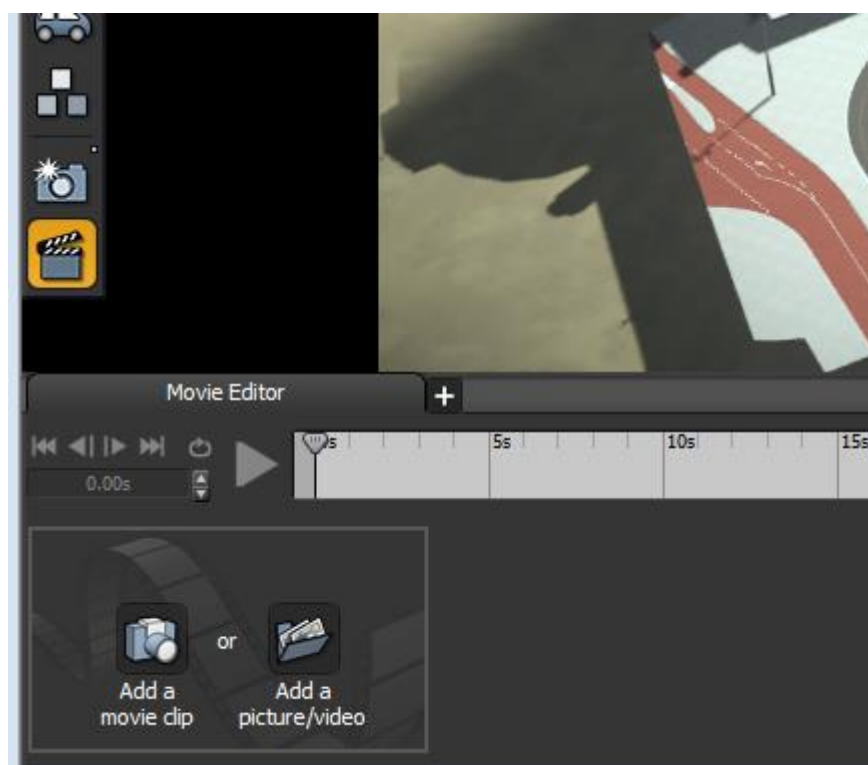 Movie Editor
+
5s
10s
15s
0.00s
or
Add a
movie clip
Add a
picture/video